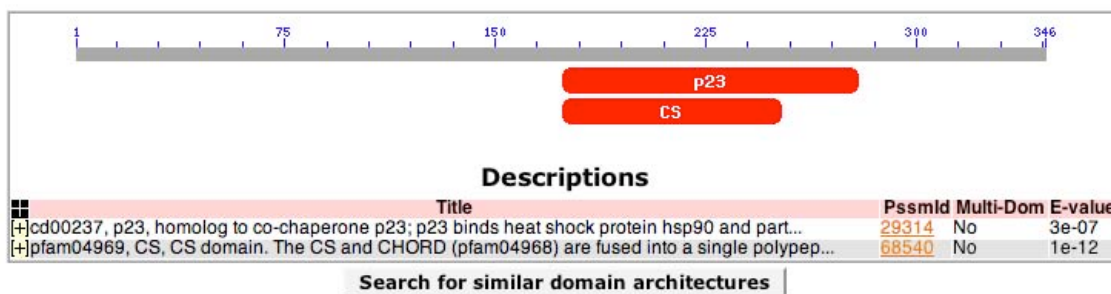 1 75 150 225 300 346
p23
CS
Descriptions
Title PssmId Multi-Dom E-value
[+]cd00237, p23, homolog to co-chaperone p23; p23 binds heat shock protein hsp90 and part... 29314 No 3e-07
[+]pfam04969, CS, CS domain. The CS and CHORD (pfam04968) are fused into a single polypep... 68540 No 1e-12
Search for similar domain architectures